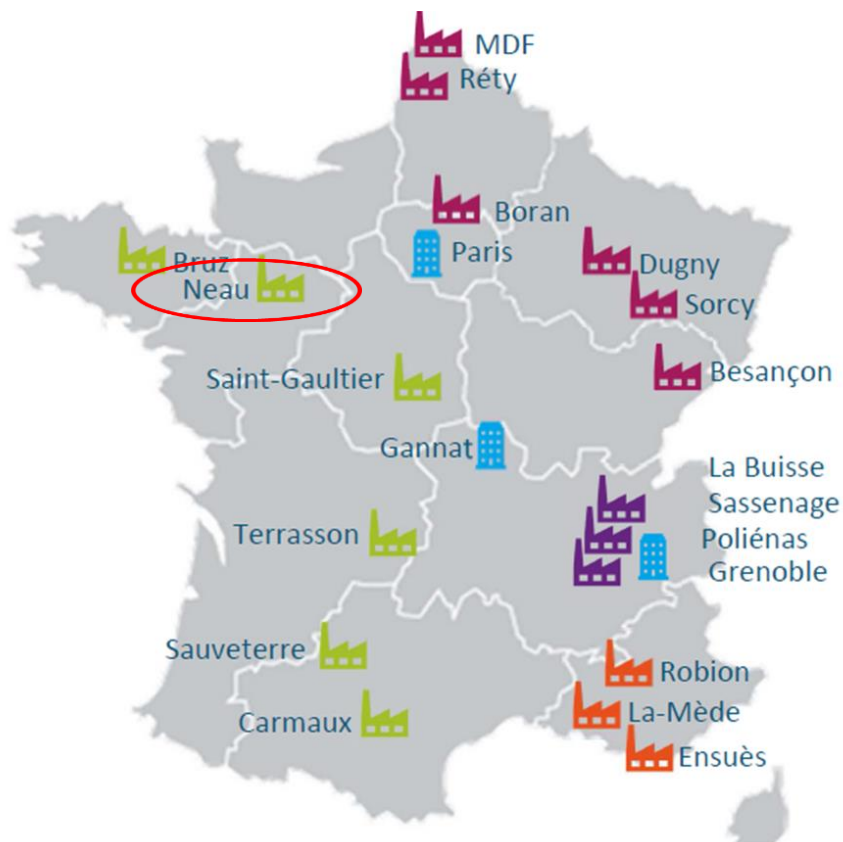 MDF
Réty
Boran
Paris
Bruz
Dugny
Neau
Sorcy
Besançon
Saint-Gaultier
Gannat
La Buisse
Sassenage
Terrasson
Poliénas
Grenoble
Sauveterre
Robion
La-Mède
Carmaux
Ensuès